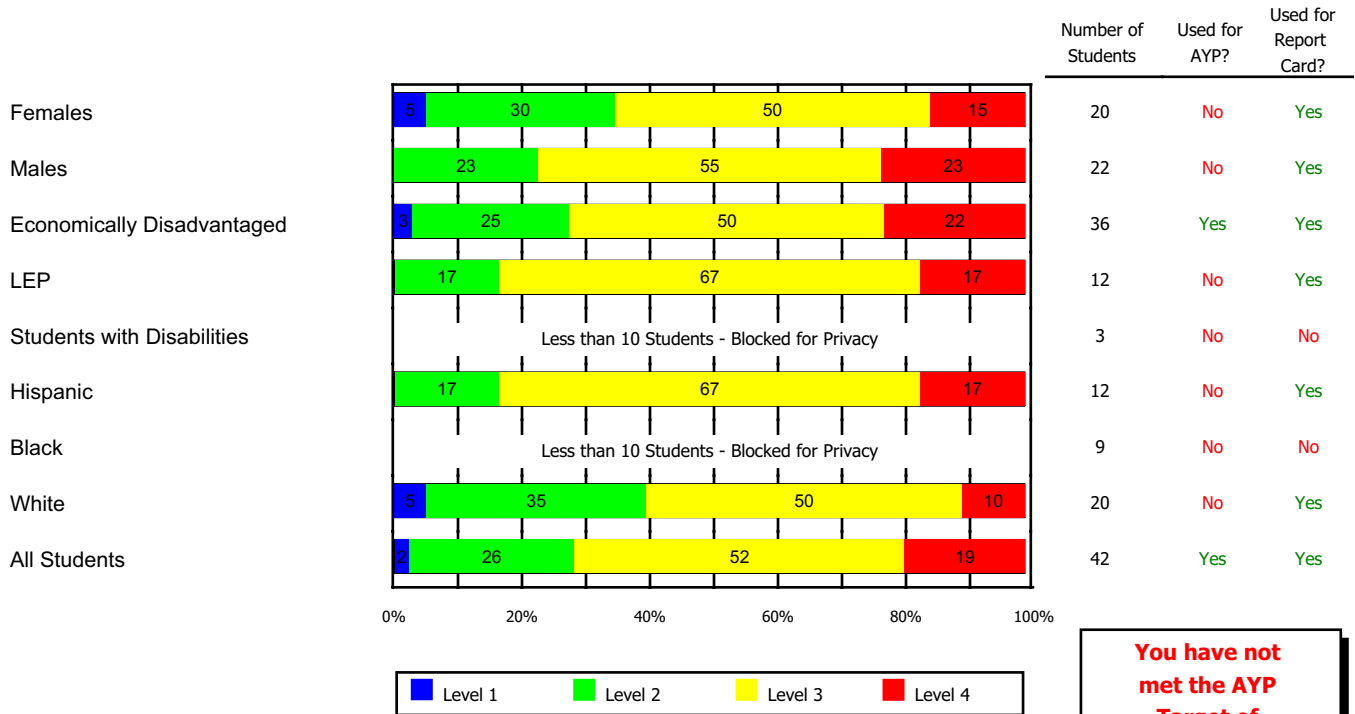 Number of Students Used for AYP? Used for Report Card?
Females 5 30 50 15 20 No Yes
Males 23 55 23 22 No Yes
Economically Disadvantaged 3 25 50 22 36 Yes Yes
LEP 17 67 17 12 No Yes
Students with Disabilities Less than 10 Students - Blocked for Privacy 3 No No
Hispanic 17 67 17 12 No Yes
Black Less than 10 Students - Blocked for Privacy 9 No No
White 5 35 50 10 20 No Yes
All Students 2 26 52 19 42 Yes Yes
0% 20% 40% 60% 80% 100%
Level 1 Level 2 Level 3 Level 4
You have not
met the AYP
Target of